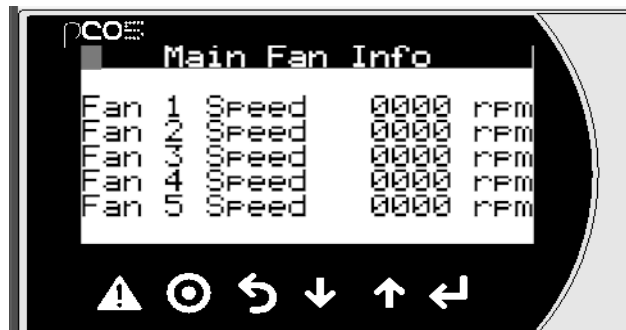 pCO5
Main Fan Info
Fan 1 Speed 0000 rpm
Fan 2 Speed 0000 rpm
Fan 3 Speed 0000 rpm
Fan 4 Speed 0000 rpm
Fan 5 Speed 0000 rpm